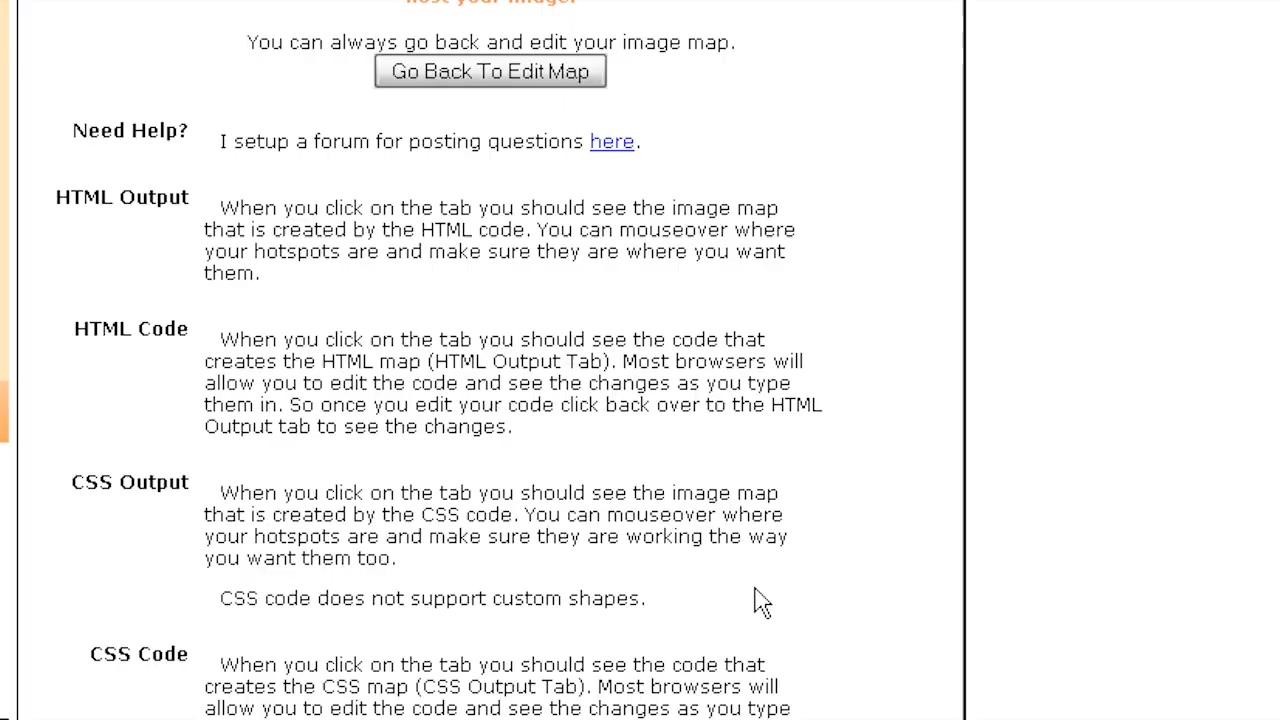 host your image?
You can always go back and edit your image map.
Go Back To Edit Map
Need Help?
I setup a forum for posting questions here.
HTML Output
When you click on the tab you should see the image map
that is created by the HTML code. You can mouseover where
your hotspots are and make sure they are where you want
them.
HTML Code
When you click on the tab you should see the code that
creates the HTML map (HTML Output Tab). Most browsers will
allow you to edit the code and see the changes as you type
them in. So once you edit your code click back over to the HTML
Output tab to see the changes.
CSS Output
When you click on the tab you should see the image map
that is created by the CSS code. You can mouseover where
your hotspots are and make sure they are working the way
you want them too.
CSS code does not support custom shapes.
CSS Code
When you click on the tab you should see the code that
creates the CSS map (CSS Output Tab). Most browsers will
allow you to edit the code and see the changes as you type